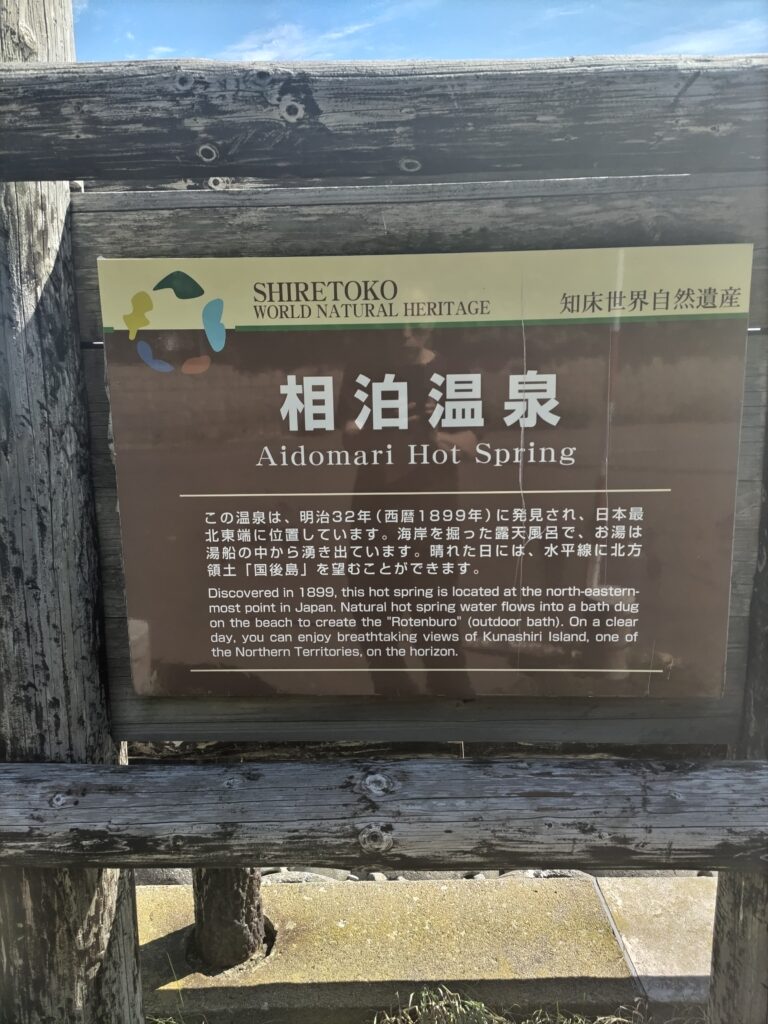 SHIRETOKO
WORLD NATURAL HERITAGE
知床世界自然遺産
相泊温泉
Aidomari Hot Spring
この温泉は、明治32年(西暦1899年)に発見され、日本最
北東端に位置しています。海岸を掘った露天風呂で、お湯は
湯船の中から湧き出ています。晴れた日には、水平線に北方
領土「国後島」を望むことができます。
Discovered in 1899, this hot spring is located at the north-eastern-
most point in Japan. Natural hot spring water flows into a bath dug
on the beach to create the "Rotenburo" (outdoor bath). On a clear
day, you can enjoy breathtaking views of Kunashiri Island, one of
the Northern Territories, on the horizon.